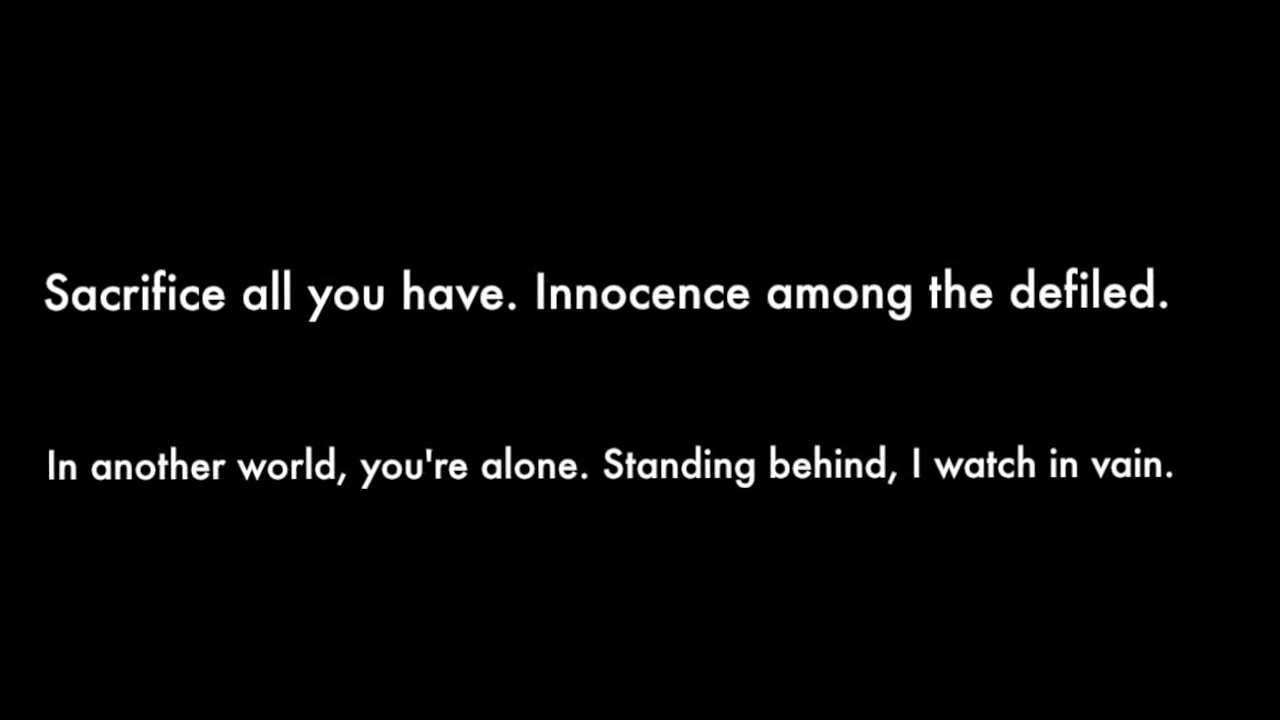 Sacrifice all you have. Innocence among the defiled.
In another world, you're alone. Standing behind, I watch in vain.